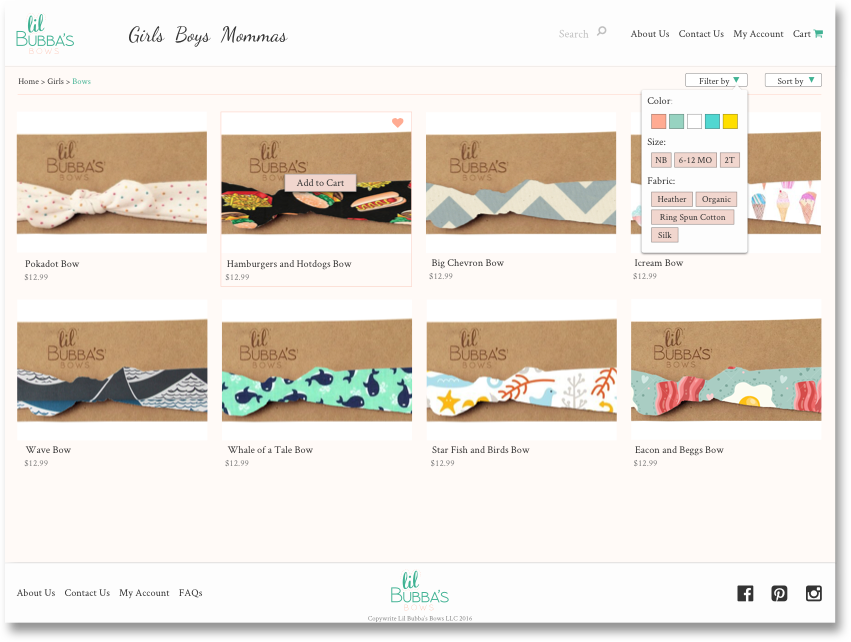 lil
BUBBA'S
BOWS
Girls Boys Mommas
Search
About Us Contact Us My Account Cart
Home > Girls > Bows
Filter by
Sort by
Color:
Size:
NB 6-12 MO 2T
Fabric:
Heather Organic
Ring Spun Cotton
Silk
lil
BUBBA'S
BOWS
lil
BUBBA'S
BOWS
Add to Cart
lil
BUBBA'S
BOWS
Pokadot Bow
$12.99
Hamburgers and Hotdogs Bow
$12.99
Big Chevron Bow
$12.99
Icream Bow
$12.99
lil
BUBBA'S
BOWS
lil
BUBBA'S
BOWS
lil
BUBBA'S
BOWS
lil
BUBBA'S
BOWS
Wave Bow
$12.99
Whale of a Tale Bow
$12.99
Star Fish and Birds Bow
$12.99
Eacon and Beggs Bow
$12.99
About Us Contact Us My Account FAQs
lil
BUBBA'S
BOWS
Copywrite Lil Bubba's Bows LLC 2016